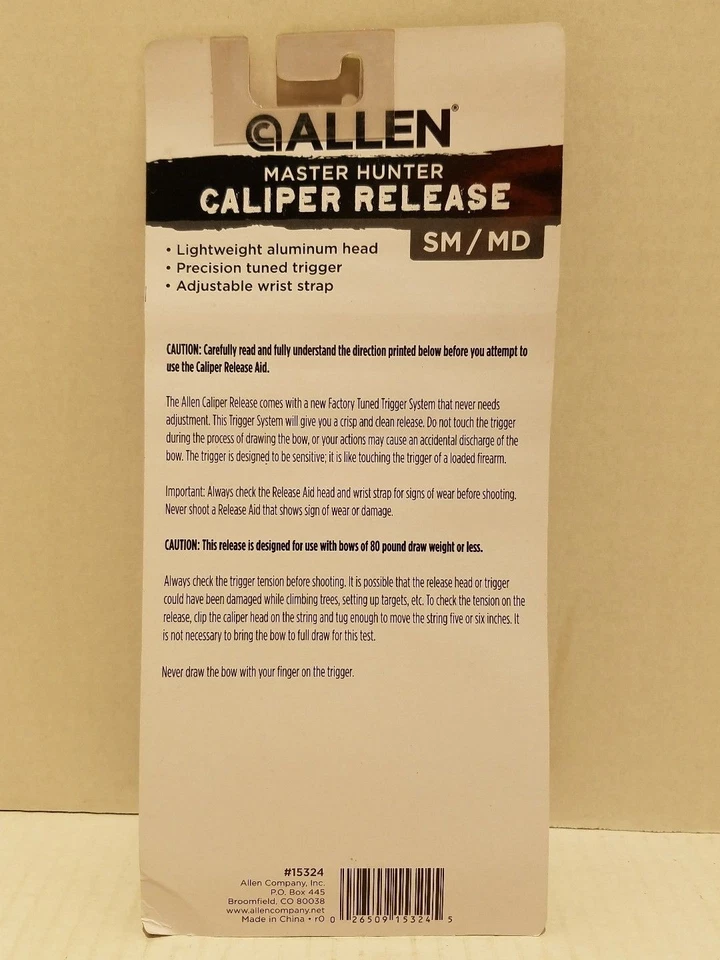 ALLEN®
MASTER HUNTER
CALIPER RELEASE
SM / MD
• Lightweight aluminum head
• Precision tuned trigger
• Adjustable wrist strap
CAUTION: Carefully read and fully understand the direction printed below before you attempt to
use the Caliper Release Aid.
The Allen Caliper Release comes with a new Factory Tuned Trigger System that never needs
adjustment. This Trigger System will give you a crisp and clean release. Do not touch the trigger
during the process of drawing the bow, or your actions may cause an accidental discharge of the
bow. The trigger is designed to be sensitive; it is like touching the trigger of a loaded firearm.
Important: Always check the Release Aid head and wrist strap for signs of wear before shooting.
Never shoot a Release Aid that shows sign of wear or damage.
CAUTION: This release is designed for use with bows of 80 pound draw weight or less.
Always check the trigger tension before shooting. It is possible that the release head or trigger
could have been damaged while climbing trees, setting up targets, etc. To check the tension on the
release, clip the caliper head on the string and tug enough to move the string five or six inches. It
is not necessary to bring the bow to full draw for this test.
Never draw the bow with your finger on the trigger.
#15324
Allen Company, Inc.
P.O. Box 445
Broomfield, CO 80038
www.allencompany.net
Made in China • r0
0 26509 15324 5